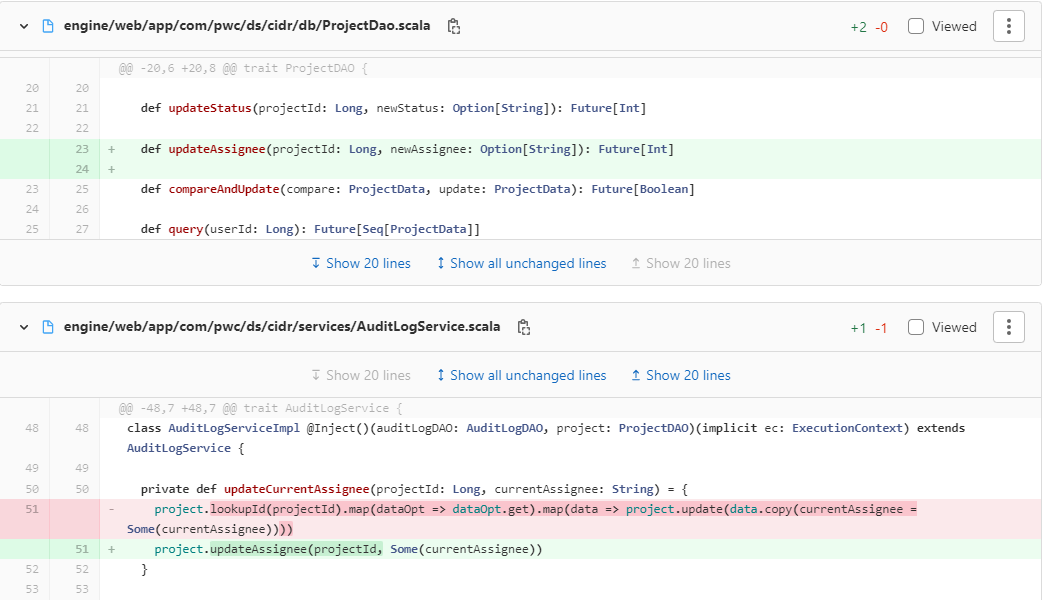 engine/web/app/com/pwc/ds/cidr/db/ProjectDao.scala +2 -0 Viewed
@@ -20,6 +20,8 @@ trait ProjectDAO {
20 20
21 21 def updateStatus(projectId: Long, newStatus: Option[String]): Future[Int]
22 22
23 + def updateAssignee(projectId: Long, newAssignee: Option[String]): Future[Int]
24 +
23 25 def compareAndUpdate(compare: ProjectData, update: ProjectData): Future[Boolean]
24 26
25 27 def query(userId: Long): Future[Seq[ProjectData]]
Show 20 lines Show all unchanged lines Show 20 lines
engine/web/app/com/pwc/ds/cidr/services/AuditLogService.scala +1 -1 Viewed
Show 20 lines Show all unchanged lines Show 20 lines
@@ -48,7 +48,7 @@ trait AuditLogService {
48 48 class AuditLogServiceImpl @Inject()(auditLogDAO: AuditLogDAO, project: ProjectDAO)(implicit ec: ExecutionContext) extends
AuditLogService {
49 49
50 50 private def updateCurrentAssignee(projectId: Long, currentAssignee: String) = {
51 - project.lookupId(projectId).map(dataOpt => dataOpt.get).map(data => project.update(data.copy(currentAssignee =
Some(currentAssignee))))
51 + project.updateAssignee(projectId, Some(currentAssignee))
52 52 }
53 53